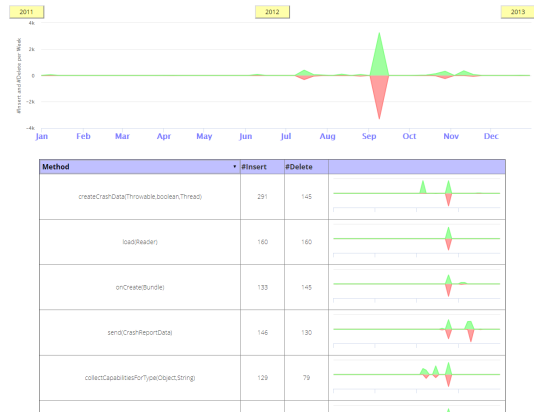 2011 2012 2013
4k
2k
0
-2k
-4k
#Insert and #Delete per Week
Jan Feb Mar Apr May Jun Jul Aug Sep Oct Nov Dec
Method #Insert #Delete
createCrashData(Throwable,boolean,Thread) 291 145
load(Reader) 160 160
onCreate(Bundle) 133 145
send(CrashReportData) 146 130
collectCapabilitiesForType(Object,String) 129 79